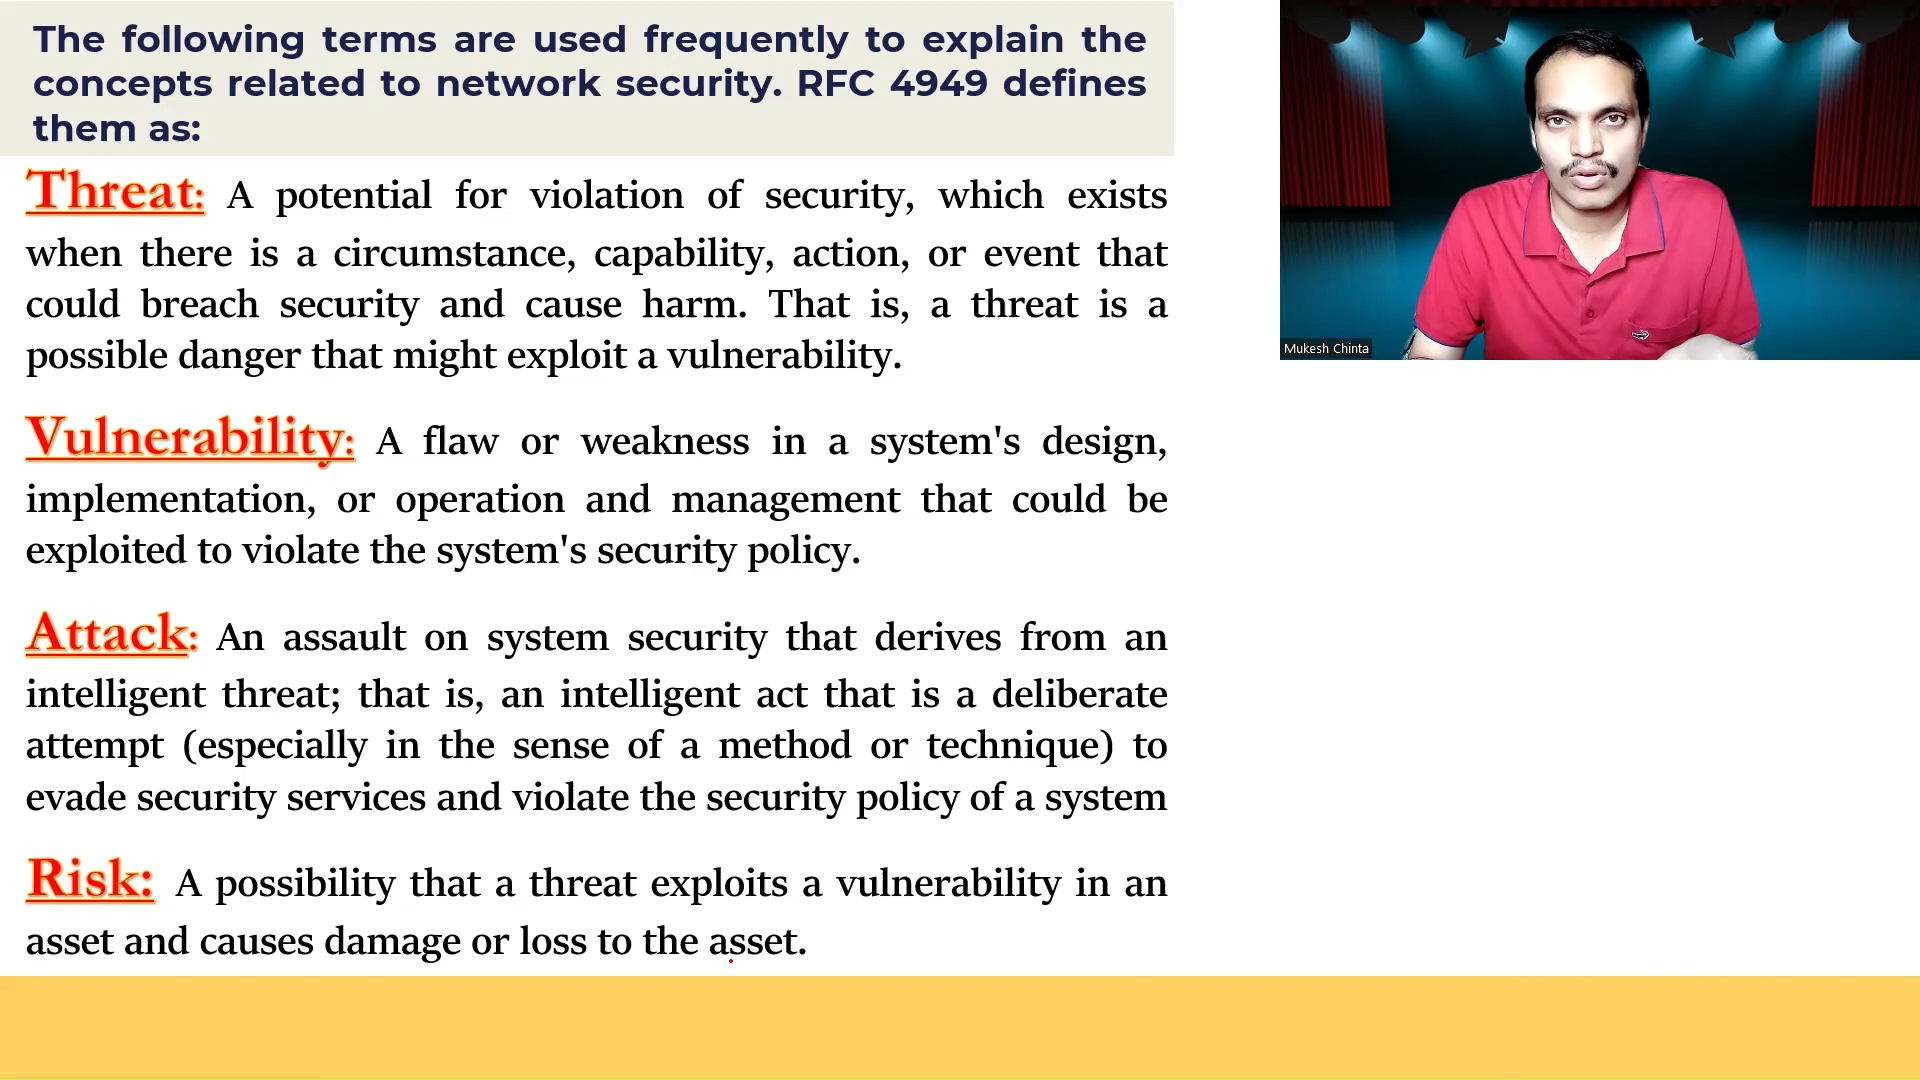 The following terms are used frequently to explain the
concepts related to network security. RFC 4949 defines
them as:
Threat: A potential for violation of security, which exists
when there is a circumstance, capability, action, or event that
could breach security and cause harm. That is, a threat is a
possible danger that might exploit a vulnerability.
Vulnerability: A flaw or weakness in a system's design,
implementation, or operation and management that could be
exploited to violate the system's security policy.
Attack: An assault on system security that derives from an
intelligent threat; that is, an intelligent act that is a deliberate
attempt (especially in the sense of a method or technique) to
evade security services and violate the security policy of a system
Risk: A possibility that a threat exploits a vulnerability in an
asset and causes damage or loss to the asset.
Mukesh Chinta